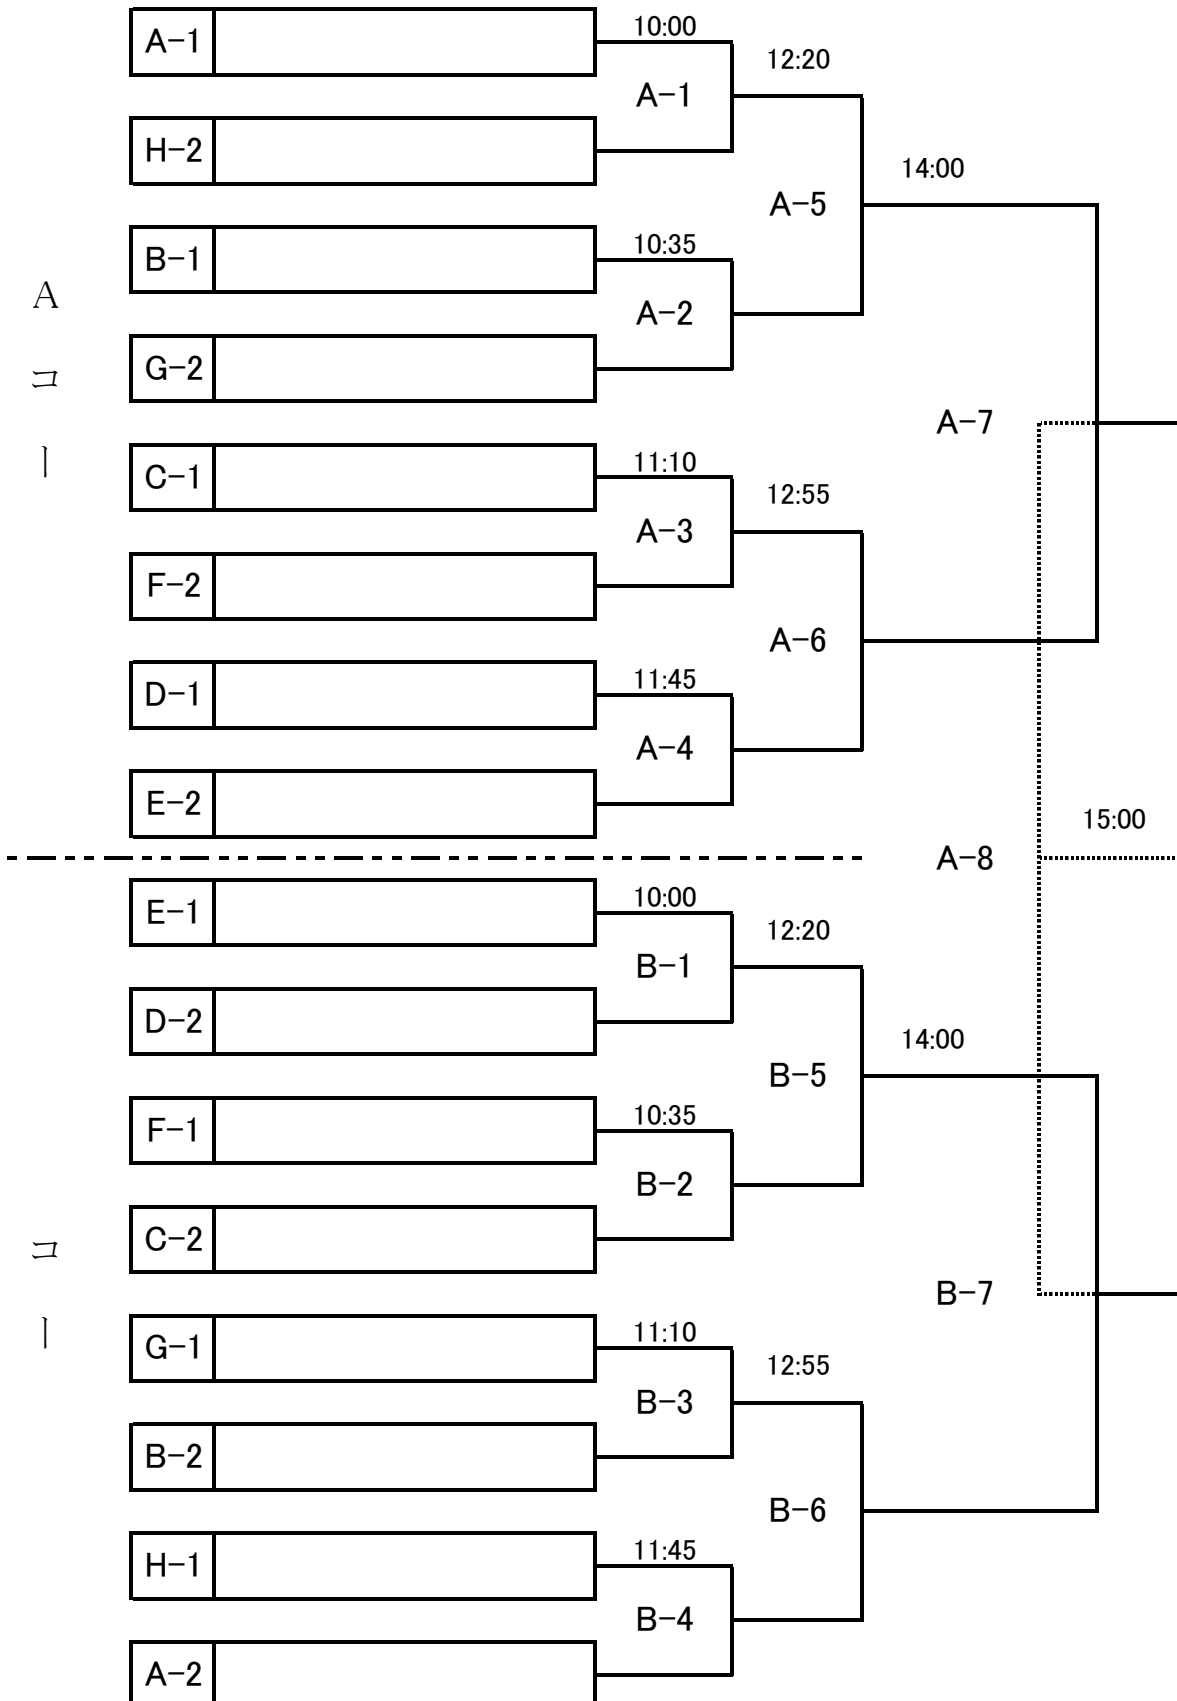 A-1
10:00
12:20
A-1
H-2
14:00
A-5
B-1
10:35
A
A-2
コ
G-2
A-7
ー
C-1
11:10
12:55
A-3
F-2
A-6
D-1
11:45
A-4
E-2
15:00
A-8
E-1
10:00
12:20
B-1
D-2
14:00
B-5
F-1
10:35
B-2
C-2
コ
B-7
ー
G-1
11:10
12:55
B-3
B-2
B-6
H-1
11:45
B-4
A-2